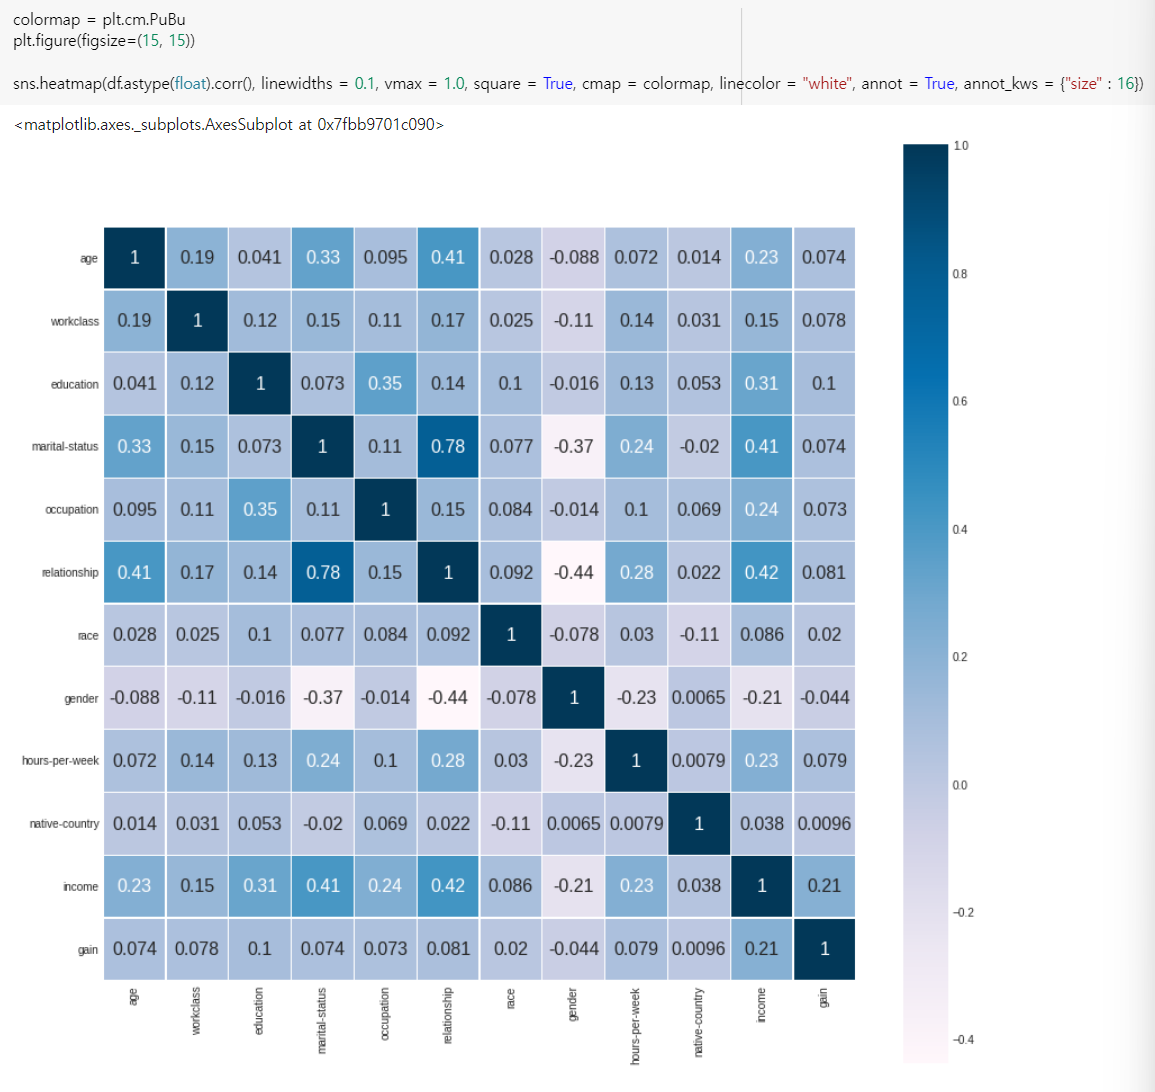 colormap = plt.cm.PuBu
plt.figure(figsize=(15, 15))
sns.heatmap(df.astype(float).corr(), linewidths = 0.1, vmax = 1.0, square = True, cmap = colormap, linecolor = "white", annot = True, annot_kws = {"size" : 16})
<matplotlib.axes._subplots.AxesSubplot at 0x7fbb9701c090>
1.0
0.8
0.6
0.4
0.2
0.0
-0.2
-0.4
age 1 0.19 0.041 0.33 0.095 0.41 0.028 -0.088 0.072 0.014 0.23 0.074
workclass 0.19 1 0.12 0.15 0.11 0.17 0.025 -0.11 0.14 0.031 0.15 0.078
education 0.041 0.12 1 0.073 0.35 0.14 0.1 -0.016 0.13 0.053 0.31 0.1
marital-status 0.33 0.15 0.073 1 0.11 0.78 0.077 -0.37 0.24 -0.02 0.41 0.074
occupation 0.095 0.11 0.35 0.11 1 0.15 0.084 -0.014 0.1 0.069 0.24 0.073
relationship 0.41 0.17 0.14 0.78 0.15 1 0.092 -0.44 0.28 0.022 0.42 0.081
race 0.028 0.025 0.1 0.077 0.084 0.092 1 -0.078 0.03 -0.11 0.086 0.02
gender -0.088 -0.11 -0.016 -0.37 -0.014 -0.44 -0.078 1 -0.23 0.0065 -0.21 -0.044
hours-per-week 0.072 0.14 0.13 0.24 0.1 0.28 0.03 -0.23 1 0.0079 0.23 0.079
native-country 0.014 0.031 0.053 -0.02 0.069 0.022 -0.11 0.0065 0.0079 1 0.038 0.0096
income 0.23 0.15 0.31 0.41 0.24 0.42 0.086 -0.21 0.23 0.038 1 0.21
gain 0.074 0.078 0.1 0.074 0.073 0.081 0.02 -0.044 0.079 0.0096 0.21 1
age
workclass
education
marital-status
occupation
relationship
race
gender
hours-per-week
native-country
income
gain